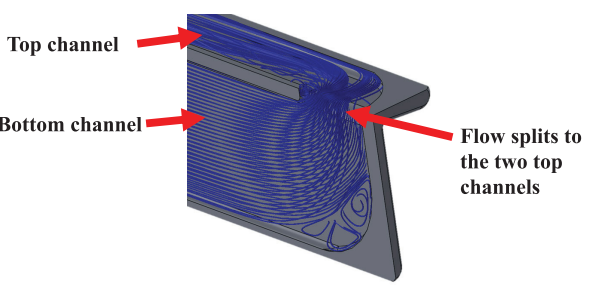 Top channel
Bottom channel
Flow splits to
the two top
channels